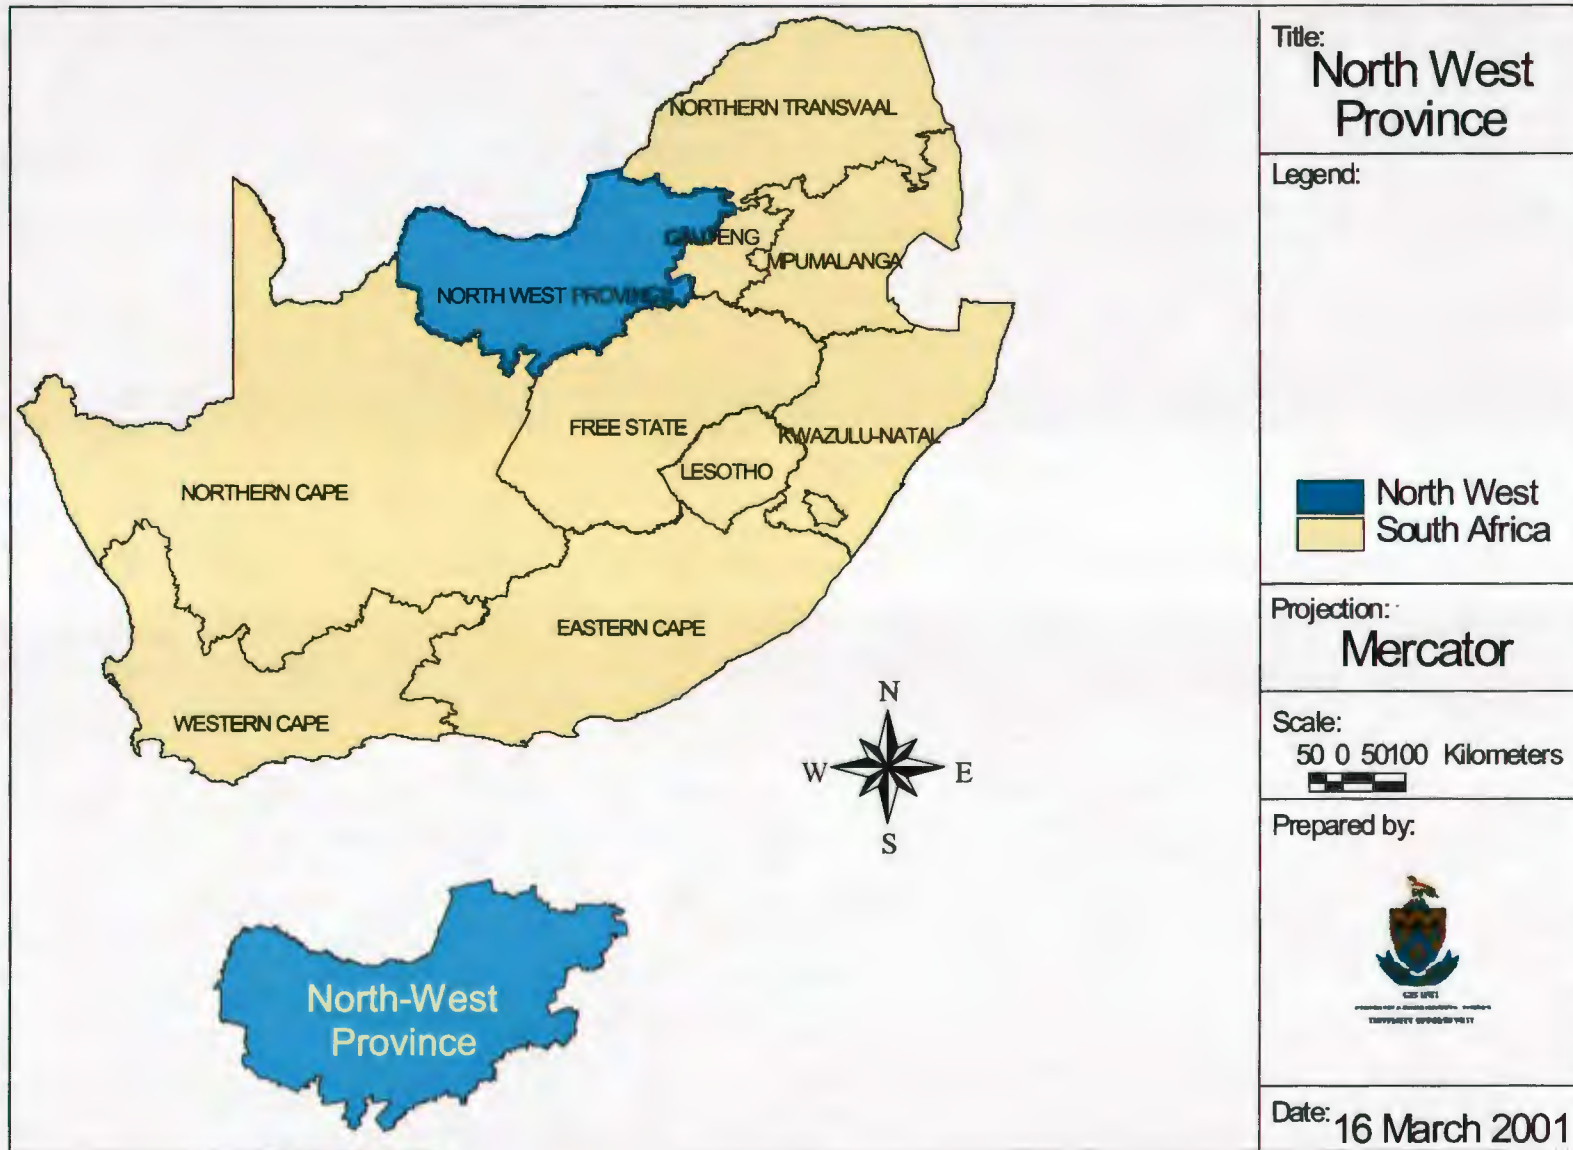 NORTHERN TRANSVAAL
GAUTENG
MPUMALANGA
NORTH WEST PROVINCE
FREE STATE
KWAZULU-NATAL
LESOTHO
NORTHERN CAPE
EASTERN CAPE
WESTERN CAPE
N
W E
S
North-West
Province
Title:
North West
Province
Legend:
North West
South Africa
Projection:
Mercator
Scale:
50 0 50100 Kilometers
Prepared by:
Date: 16 March 2001